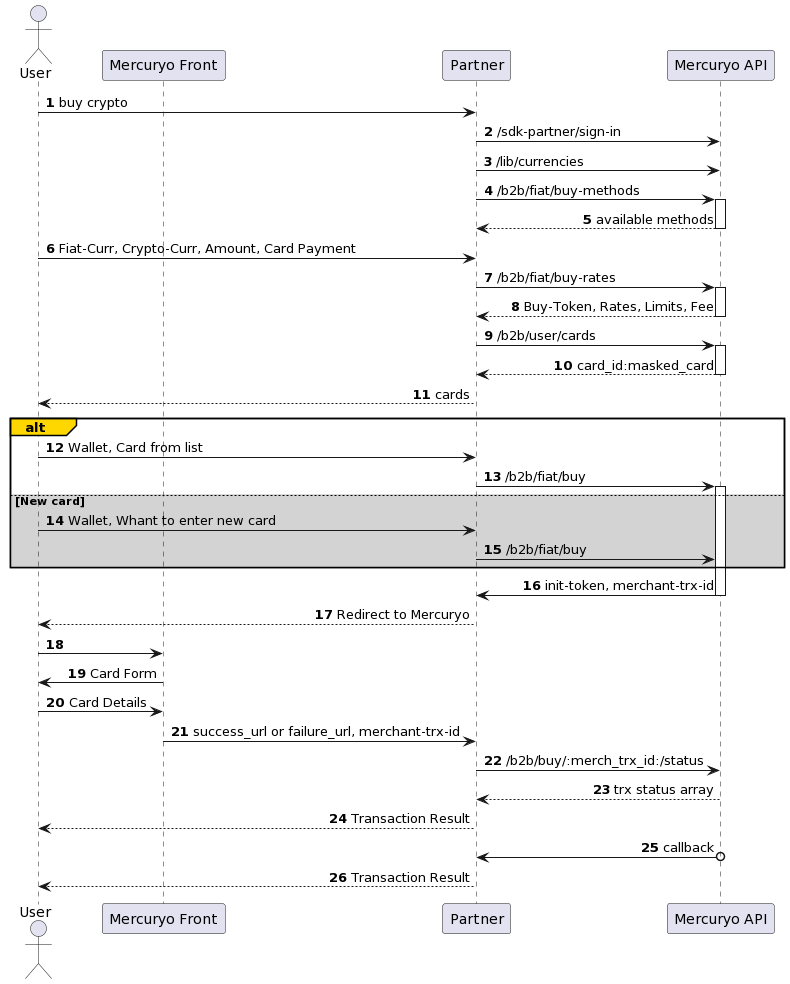 User
Mercuryo Front
Partner
Mercuryo API
1 buy crypto
2 /sdk-partner/sign-in
3 /lib/currencies
4 /b2b/fiat/buy-methods
5 available methods
6 Fiat-Curr, Crypto-Curr, Amount, Card Payment
7 /b2b/fiat/buy-rates
8 Buy-Token, Rates, Limits, Fee
9 /b2b/user/cards
10 card_id:masked_card
11 cards
alt
12 Wallet, Card from list
13 /b2b/fiat/buy
[New card]
14 Wallet, Whant to enter new card
15 /b2b/fiat/buy
16 init-token, merchant-trx-id
17 Redirect to Mercuryo
18
19 Card Form
20 Card Details
21 success_url or failure_url, merchant-trx-id
22 /b2b/buy/:merch_trx_id:/status
23 trx status array
24 Transaction Result
25 callback
26 Transaction Result
User
Mercuryo Front
Partner
Mercuryo API